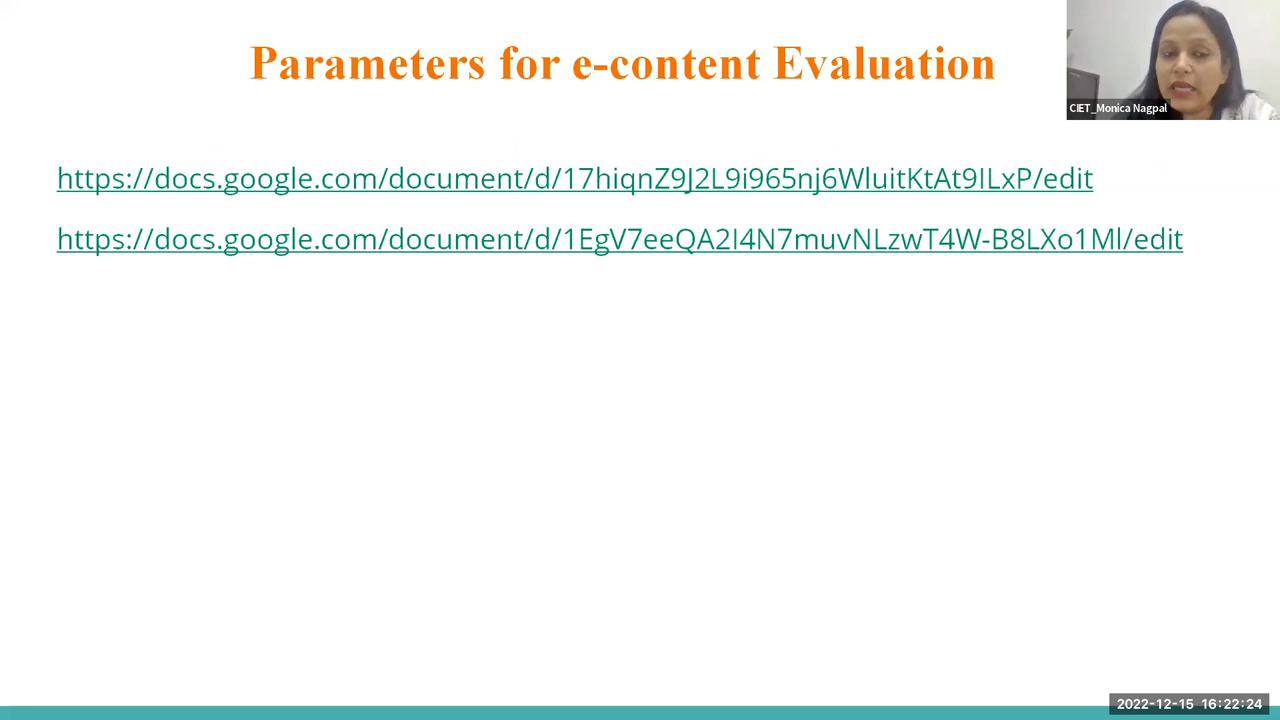 Parameters for e-content Evaluation
CIET_Monica Nagpal
https://docs.google.com/document/d/17hiqnZ9J2L9i965nj6WluitKtAt9ILxP/edit
https://docs.google.com/document/d/1EgV7eeQA2I4N7muvNLzwT4W-B8LXo1Ml/edit
2022-12-15 16:22:24